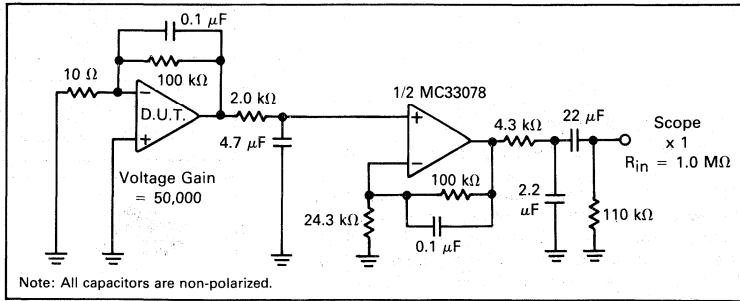 0.1 μF
10 Ω
100 kΩ
D.U.T.
2.0 kΩ
4.7 μF
Voltage Gain
= 50,000
1/2 MC33078
4.3 kΩ
22 μF
Scope
x 1
Rin = 1.0 MΩ
100 kΩ
24.3 kΩ
0.1 μF
2.2
μF
110 kΩ
Note: All capacitors are non-polarized.